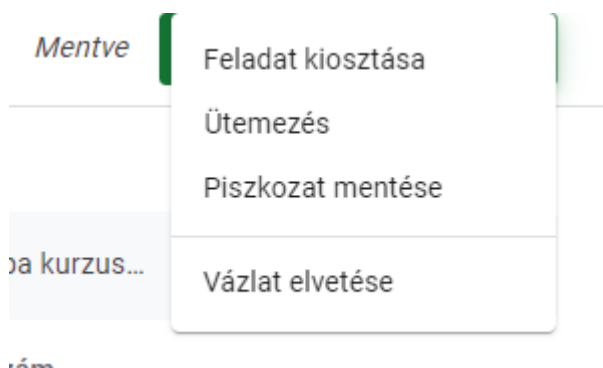 Mentve
Feladat kiosztása
Ütemezés
Piszkozat mentése
kurzus...
Vázlat elvetése